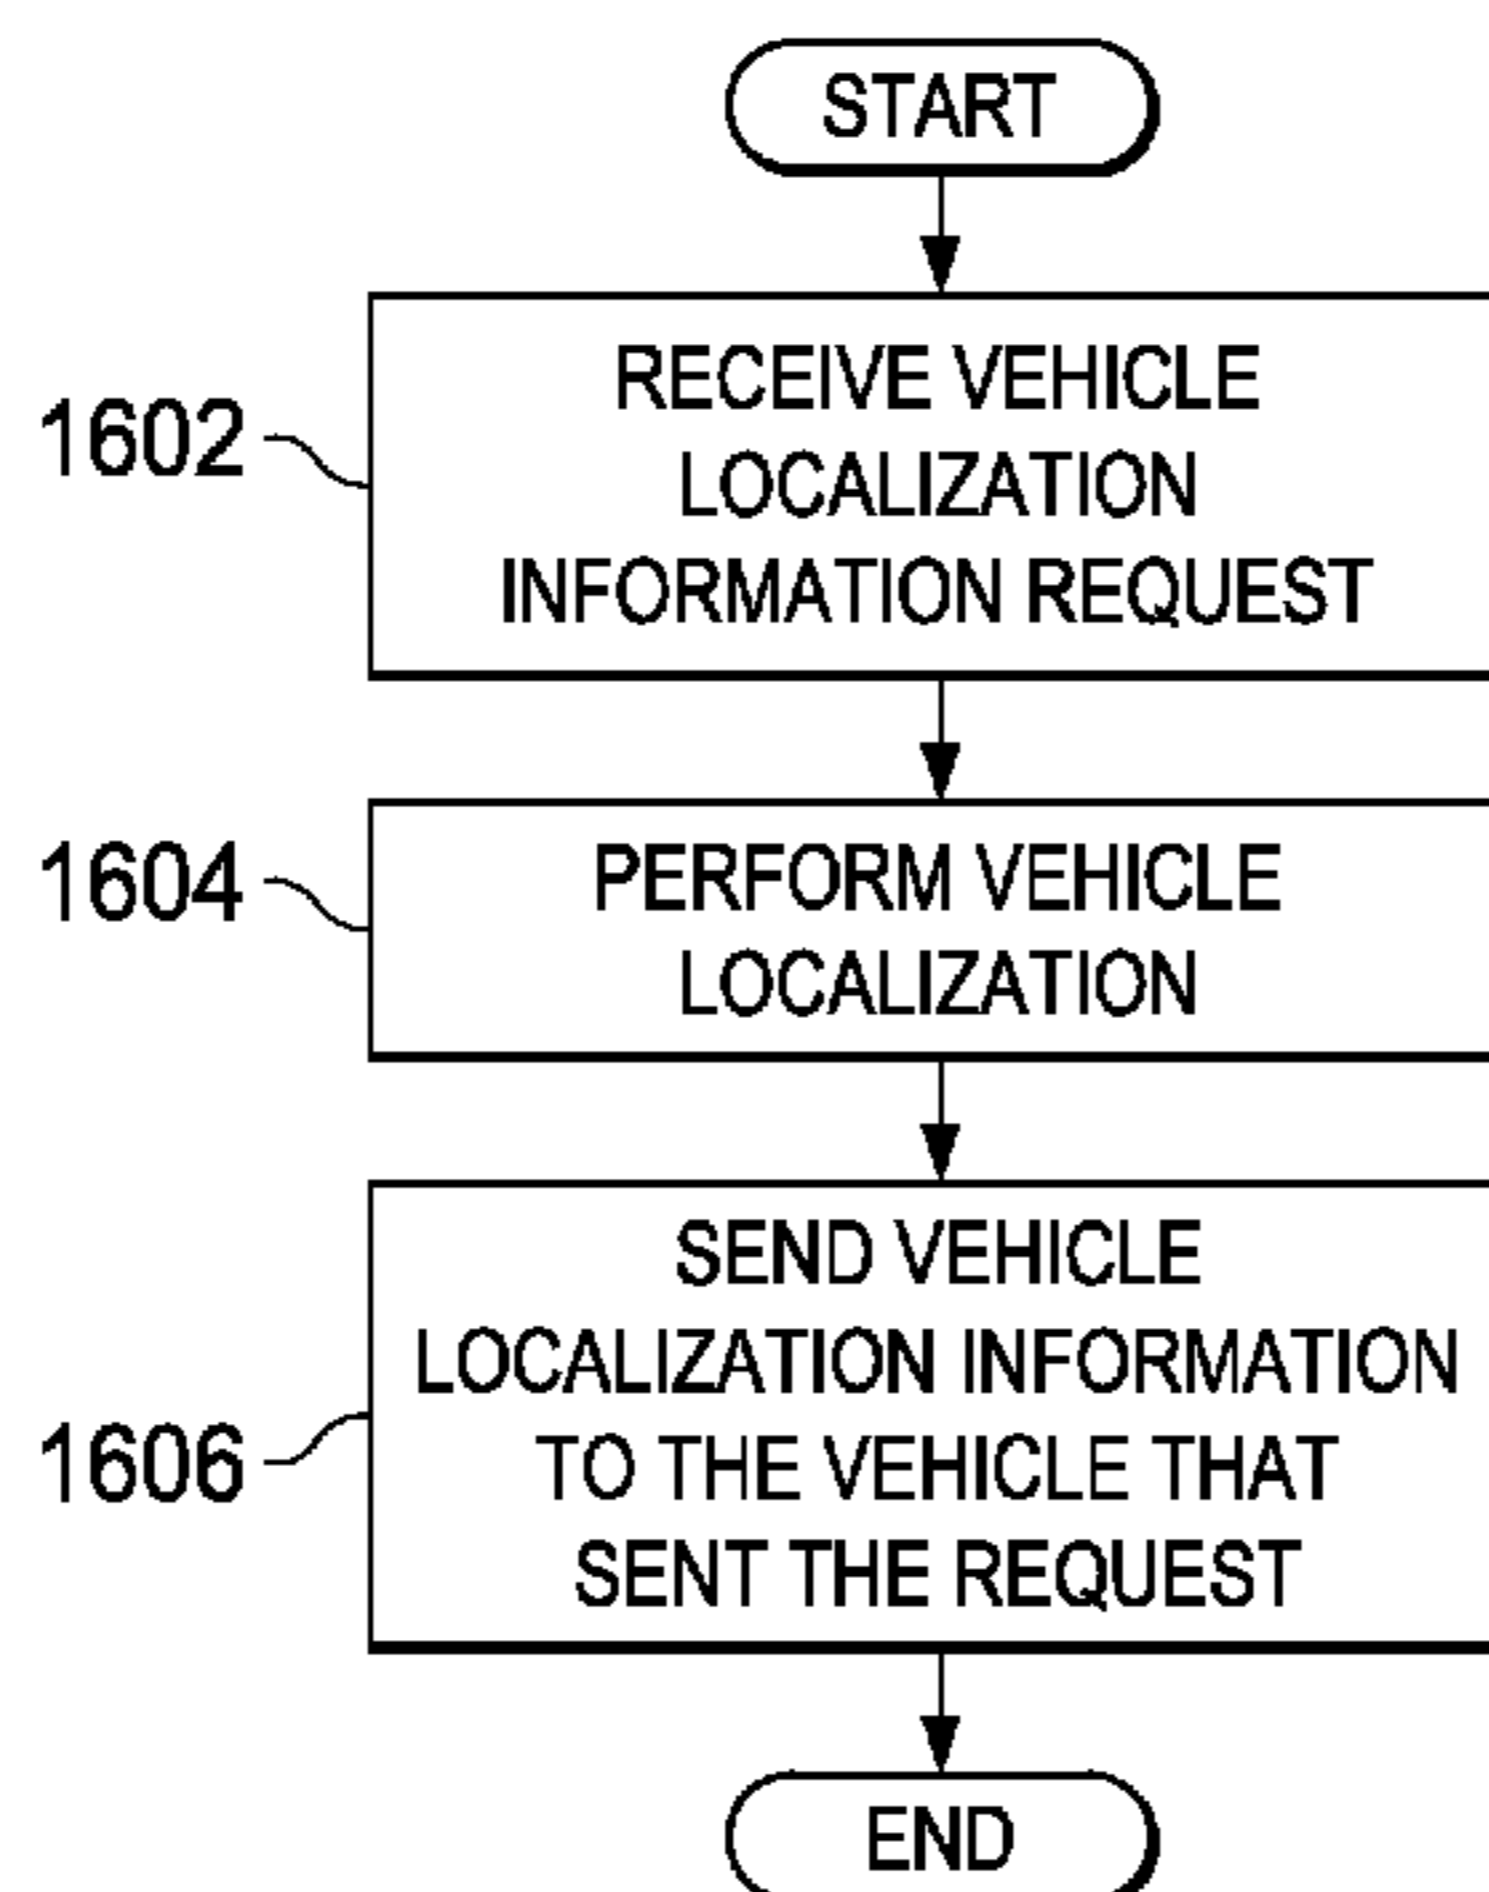 START
1602
RECEIVE VEHICLE
LOCALIZATION
INFORMATION REQUEST
1604
PERFORM VEHICLE
LOCALIZATION
1606
SEND VEHICLE
LOCALIZATION INFORMATION
TO THE VEHICLE THAT
SENT THE REQUEST
END